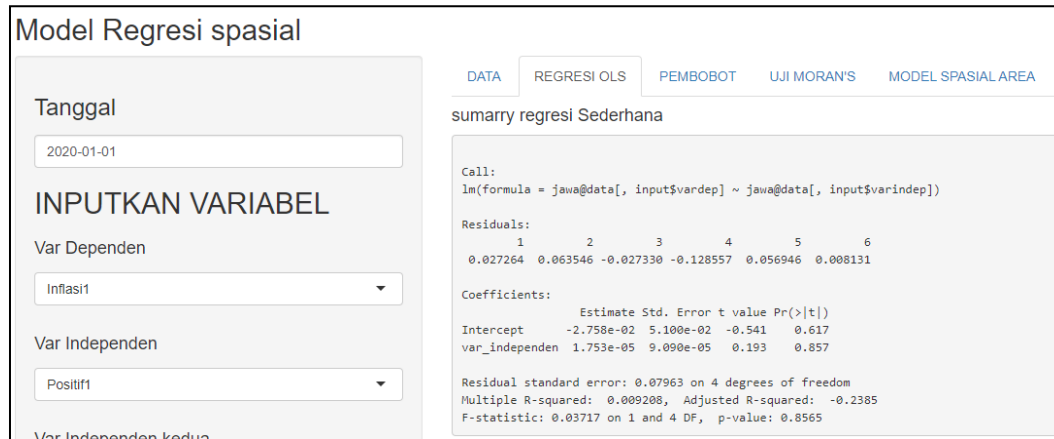 Model Regresi spasial
Tanggal
2020-01-01
INPUTKAN VARIABEL
Var Dependen
Inflasi1
Var Independen
Positif1
Var Independen kedua
DATA REGRESI OLS PEMBOBOT UJI MORAN'S MODEL SPASIAL AREA
sumarry regresi Sederhana
Call:
lm(formula = jawa@data[, input$vardep] ~ jawa@data[, input$varindep])
Residuals:
1 2 3 4 5 6
0.027264 0.063546 -0.027330 -0.128557 0.056946 0.008131
Coefficients:
Estimate Std. Error t value Pr(>|t|)
Intercept -2.758e-02 5.100e-02 -0.541 0.617
var_independen 1.753e-05 9.090e-05 0.193 0.857
Residual standard error: 0.07963 on 4 degrees of freedom
Multiple R-squared: 0.009208, Adjusted R-squared: -0.2385
F-statistic: 0.03717 on 1 and 4 DF, p-value: 0.8565